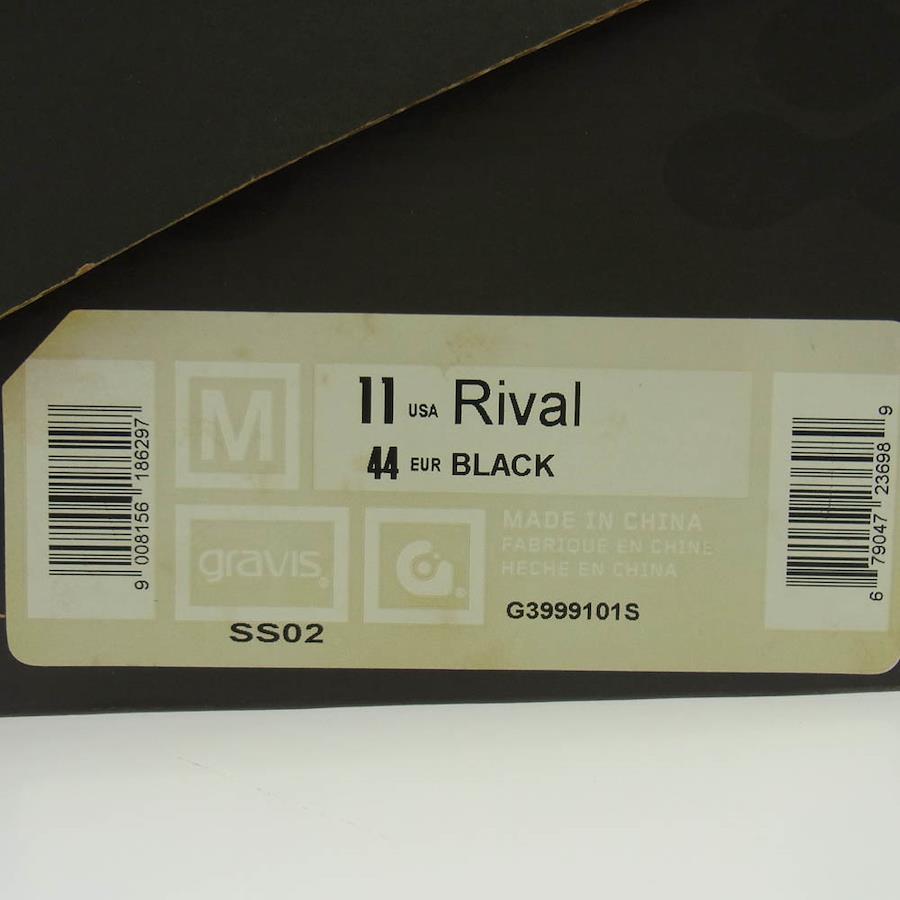 M
11 USA Rival
44 EUR BLACK
9 008156 186297
gravis®
®
MADE IN CHINA
FABRIQUE EN CHINE
HECHE EN CHINA
G3999101S
SS02
6 79047 23698 9